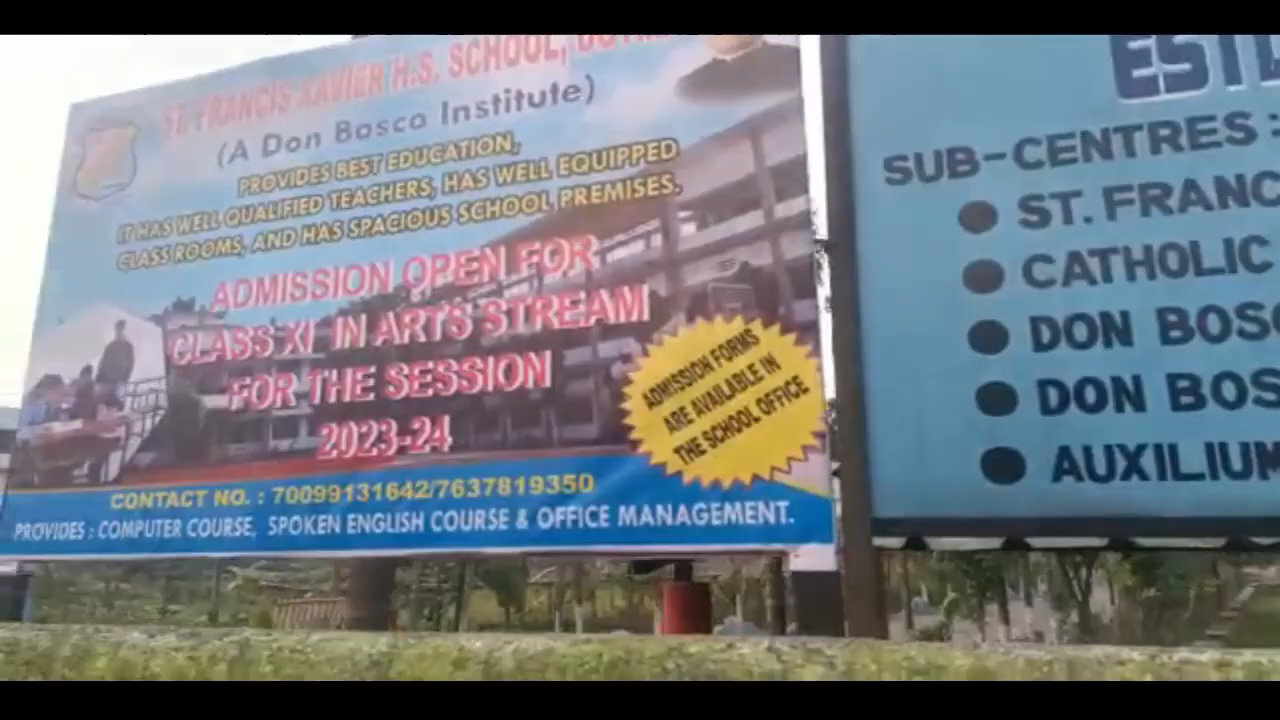 ST. FRANCIS XAVIER H.S. SCHOOL,
(A Don Bosco Institute)
PROVIDES BEST EDUCATION,
IT HAS WELL QUALIFIED TEACHERS, HAS WELL EQUIPPED
CLASS ROOMS, AND HAS SPACIOUS SCHOOL PREMISES.
ADMISSION OPEN FOR
CLASS XI IN ARTS STREAM
FOR THE SESSION
2023-24
ADMISSION FORMS
ARE AVAILABLE IN
THE SCHOOL OFFICE
CONTACT NO. : 70099131642/7637819350
PROVIDES : COMPUTER COURSE, SPOKEN ENGLISH COURSE & OFFICE MANAGEMENT.
ESTD
SUB-CENTRES :
ST. FRANC
CATHOLIC
DON BOSC
DON BOS
AUXILIUM